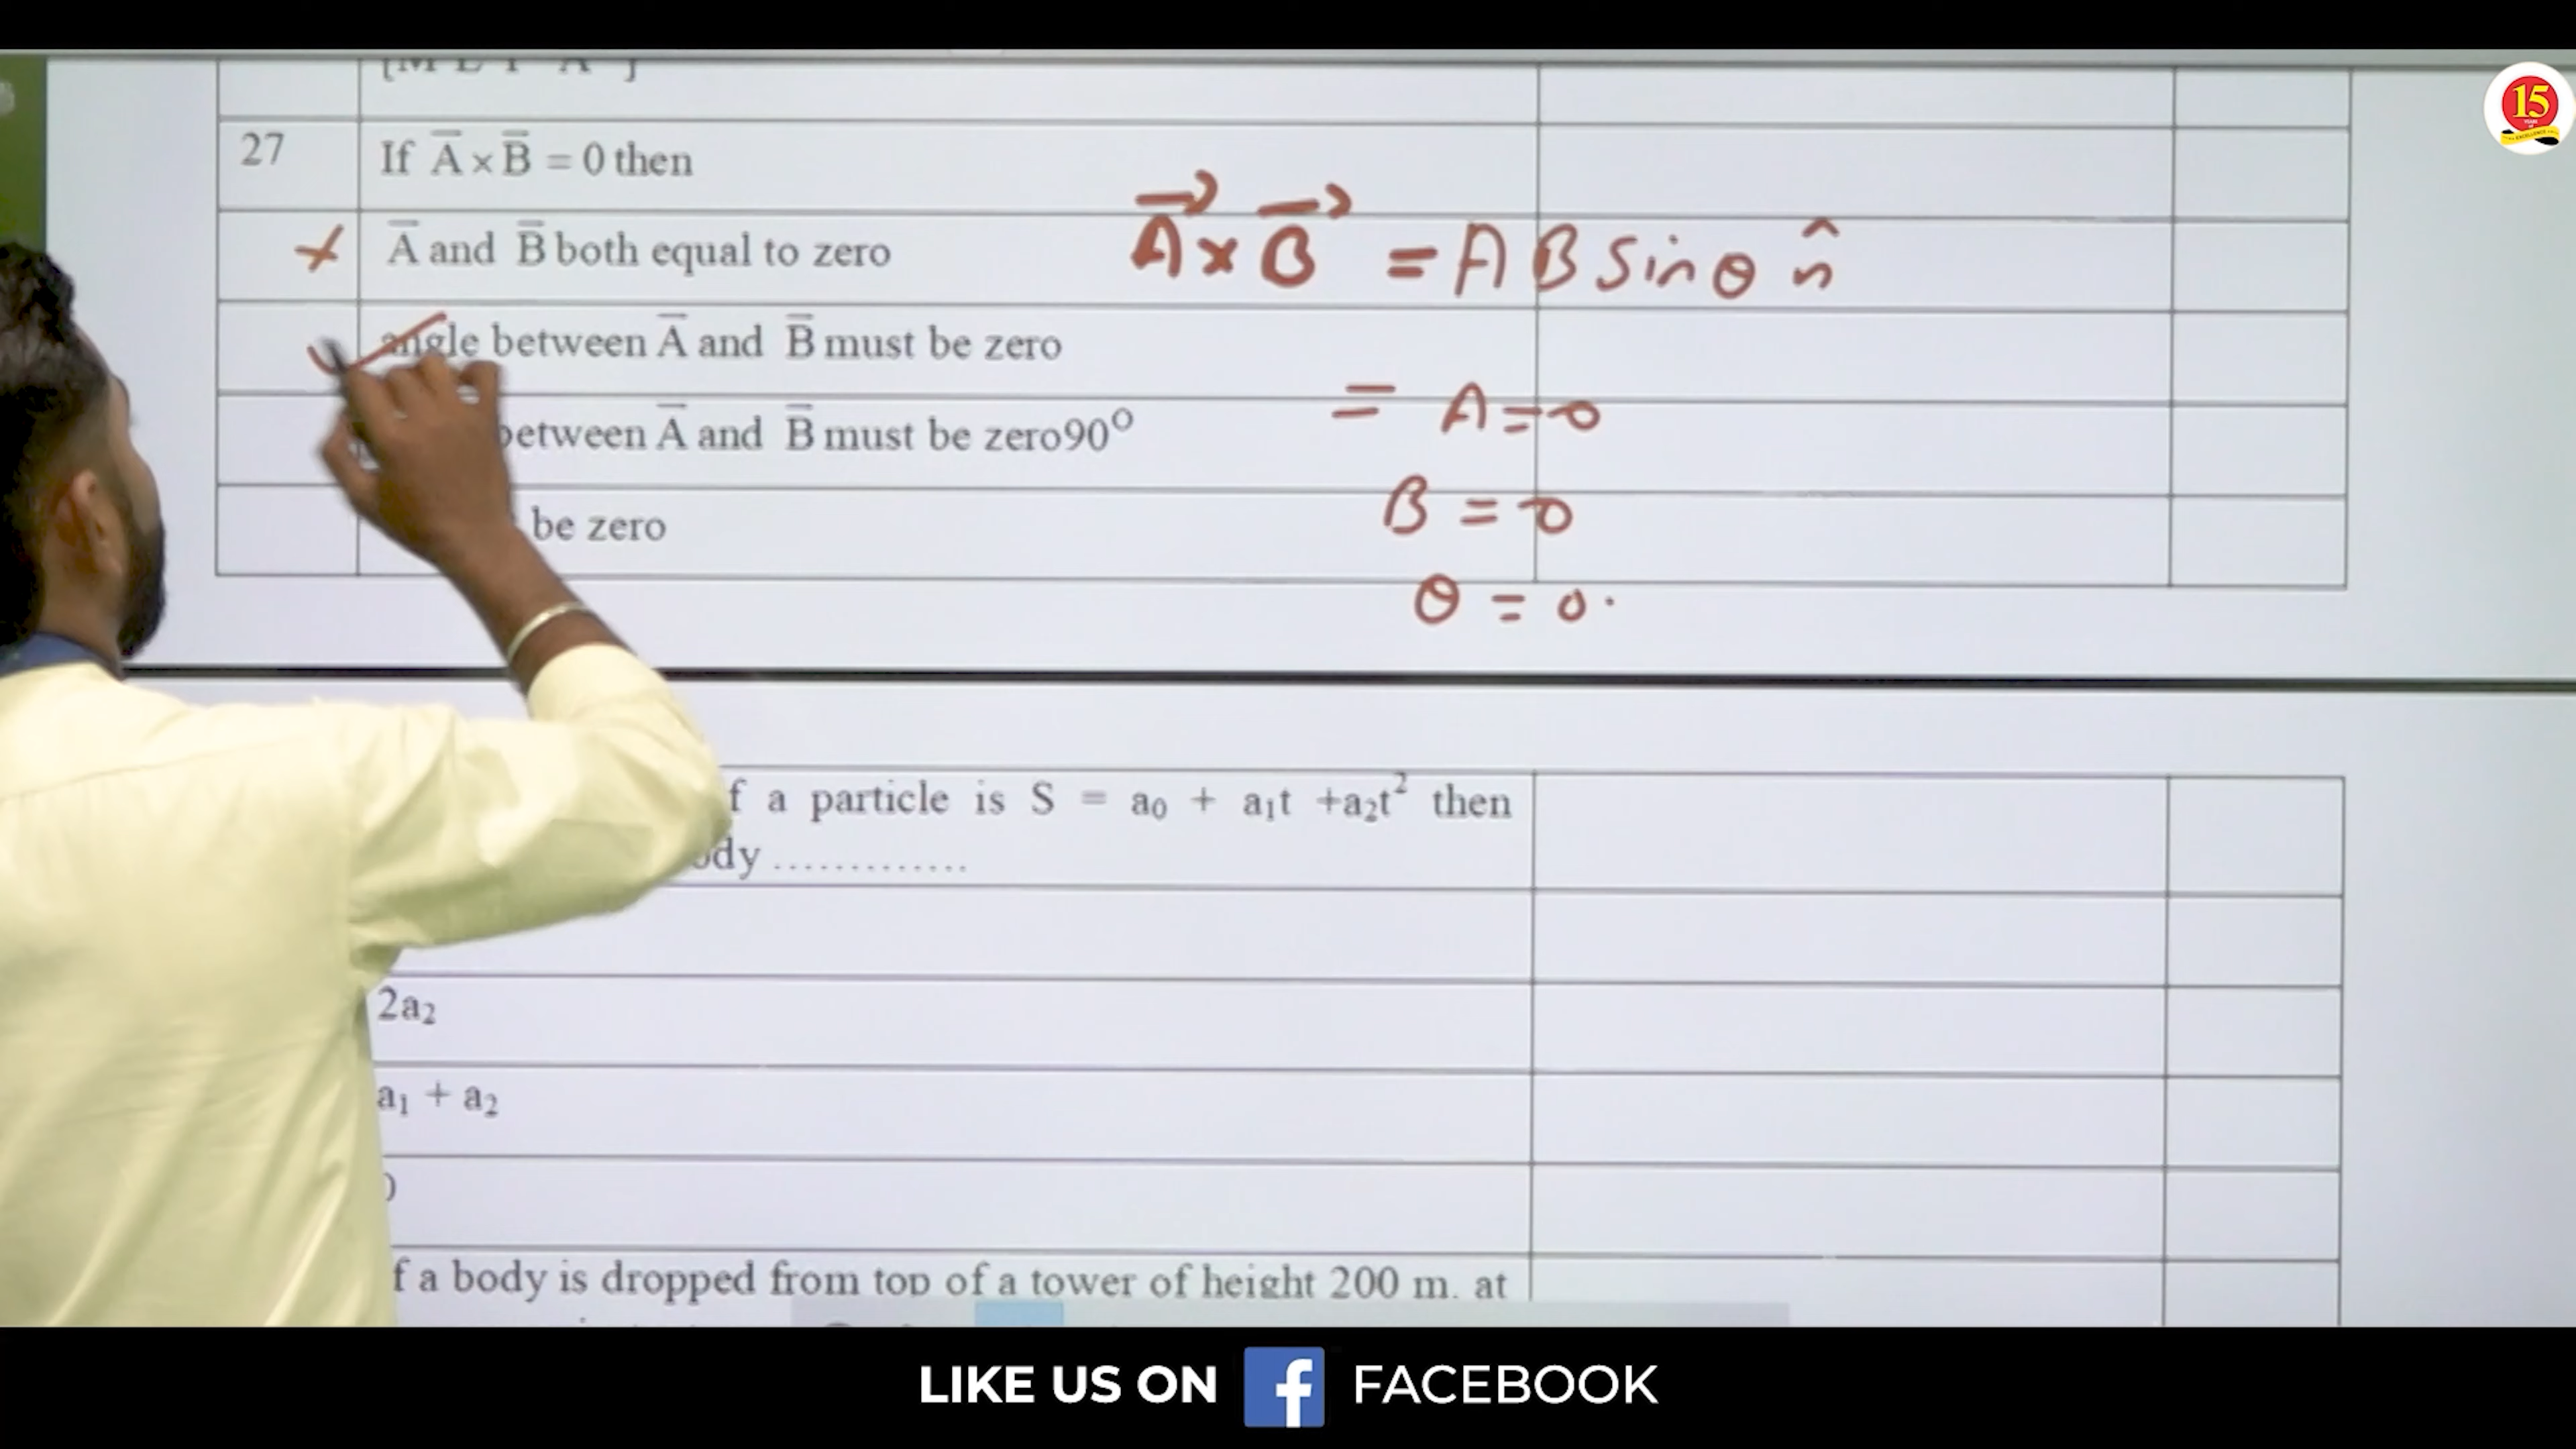 27
If A × B = 0 then
A and B both equal to zero
A × B = A B Sin θ n̂
angle between A and B must be zero
= A = 0
between A and B must be zero90°
B = 0
be zero
θ = 0
f a particle is S = a₀ + a₁t +a₂t² then
ody .............
2a₂
a₁ + a₂
f a body is dropped from top of a tower of height 200 m. at
15
LIKE US ON f FACEBOOK